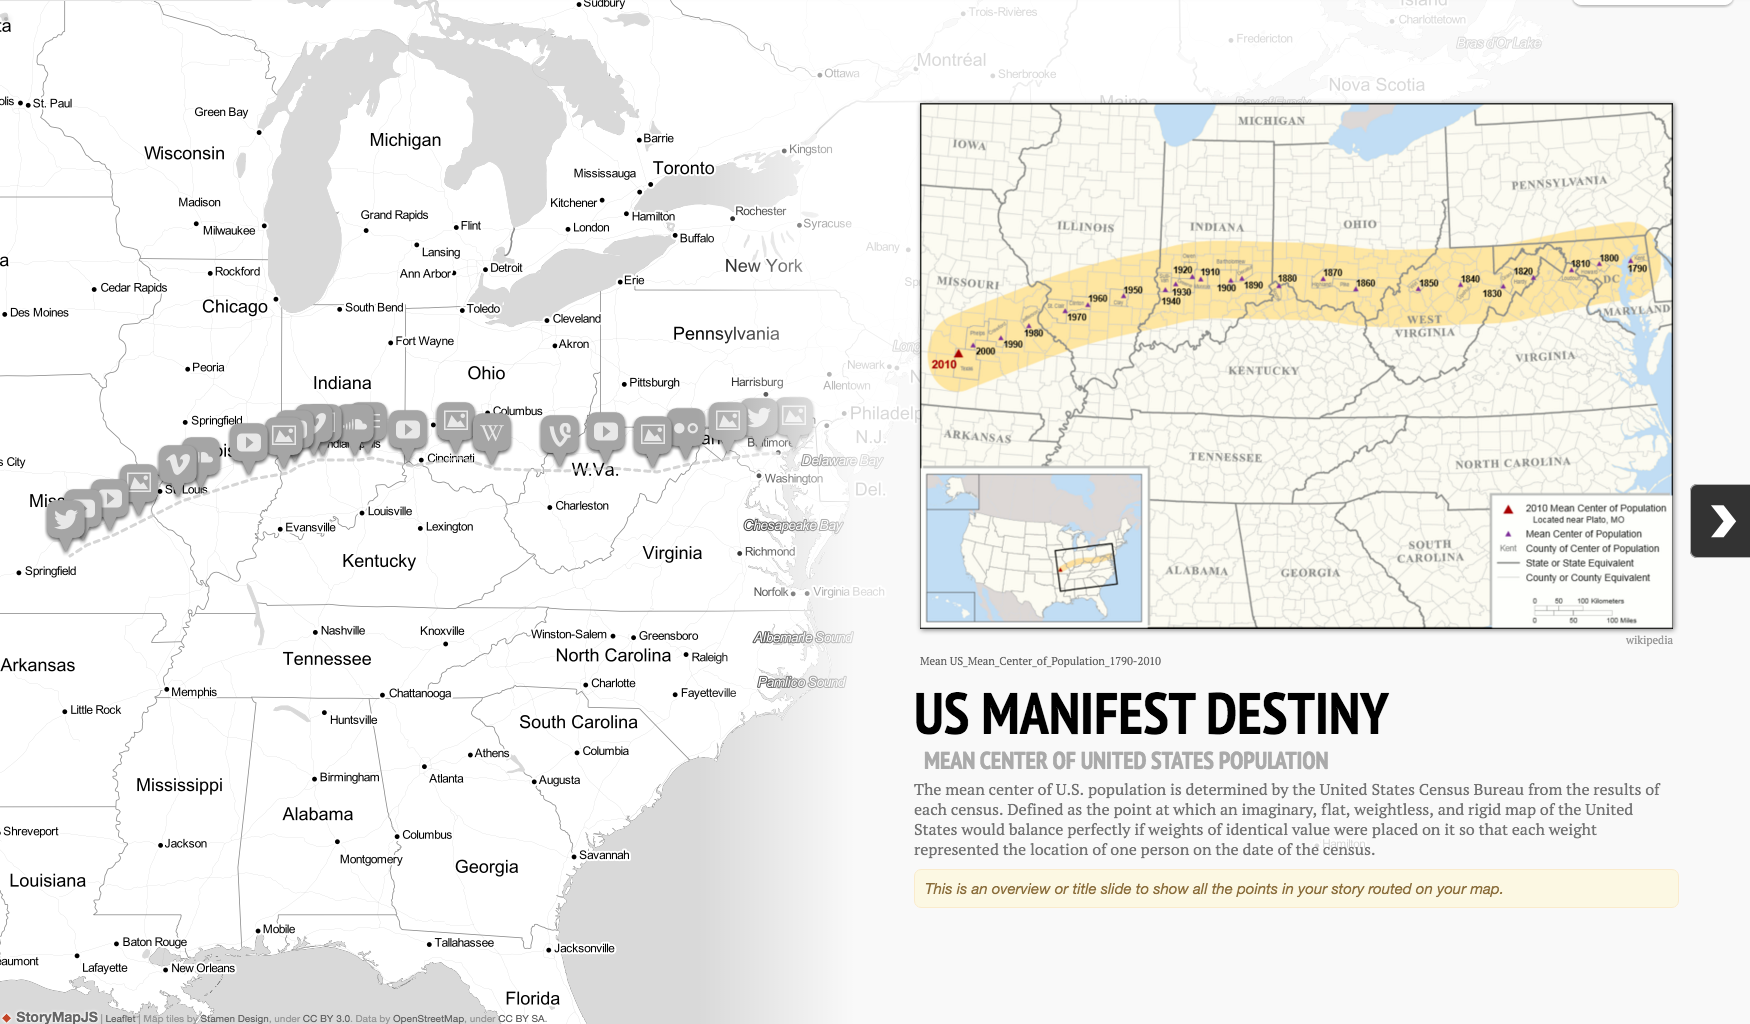 Sudbury
Trois-Rivières
Island
Charlottetown
Fredericton
Bras d'Or Lake
Montréal
Ottawa
Sherbrooke
Nova Scotia
Maine
St. Paul
Green Bay
Michigan
Barrie
Wisconsin
Kingston
Toronto
Mississauga
Madison
Kitchener
Grand Rapids
Hamilton
Rochester
Milwaukee
Flint
London
Syracuse
Buffalo
Lansing
Albany
New York
Rockford
Ann Arbor
Detroit
Erie
Cedar Rapids
Chicago
South Bend
Toledo
Des Moines
Cleveland
Pennsylvania
Fort Wayne
Akron
Peoria
Newark
Indiana
Ohio
Pittsburgh
Harrisburg
Allentown
Springfield
Columbus
Philadelp
N.J.
Baltimore
Cincinnati
W.Va.
Delaware Bay
s City
Miss
St. Louis
Washington
Del.
Charleston
Louisville
Evansville
Lexington
Chesapeake Bay
Kentucky
Virginia
Richmond
Springfield
Norfolk
Virginia Beach
Nashville
Knoxville
Winston-Salem
Greensboro
Albemarle Sound
Tennessee
North Carolina
Raleigh
Arkansas
Memphis
Chattanooga
Charlotte
Fayetteville
Pamlico Sound
Little Rock
Huntsville
South Carolina
Athens
Columbia
Mississippi
Birmingham
Atlanta
Augusta
Alabama
Shreveport
Columbus
Jackson
Montgomery
Georgia
Savannah
Louisiana
Mobile
Baton Rouge
Tallahassee
Jacksonville
eaumont
Lafayette
New Orleans
Florida
StoryMapJS | Leaflet | Map tiles by Stamen Design, under CC BY 3.0. Data by OpenStreetMap, under CC BY SA.
MICHIGAN
IOWA
PENNSYLVANIA
ILLINOIS
INDIANA
OHIO
MISSOURI
1920
1910
1930
1940
1900
1890
1880
1870
1860
1850
1840
1830
1820
1810
1800
1790
DC
1960
1950
1970
1980
1990
2000
2010
MARYLAND
WEST
VIRGINIA
VIRGINIA
KENTUCKY
ARKANSAS
TENNESSEE
NORTH CAROLINA
SOUTH
CAROLINA
ALABAMA
GEORGIA
2010 Mean Center of Population
Located near Plato, MO
Mean Center of Population
Kent County of Center of Population
State or State Equivalent
County or County Equivalent
0 50 100 Kilometers
0 50 100 Miles
wikipedia
Mean US_Mean_Center_of_Population_1790-2010
US MANIFEST DESTINY
MEAN CENTER OF UNITED STATES POPULATION
The mean center of U.S. population is determined by the United States Census Bureau from the results of
each census. Defined as the point at which an imaginary, flat, weightless, and rigid map of the United
States would balance perfectly if weights of identical value were placed on it so that each weight
represented the location of one person on the date of the census.
Hamilton
This is an overview or title slide to show all the points in your story routed on your map.